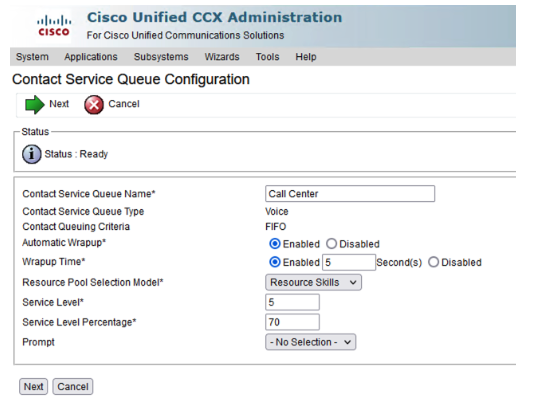 CISCO
Cisco Unified CCX Administration
For Cisco Unified Communications Solutions
System Applications Subsystems Wizards Tools Help
Contact Service Queue Configuration
Next Cancel
Status
i Status : Ready
Contact Service Queue Name* Call Center
Contact Service Queue Type Voice
Contact Queuing Criteria FIFO
Automatic Wrapup* Enabled Disabled
Wrapup Time* Enabled 5 Second(s) Disabled
Resource Pool Selection Model* Resource Skills
Service Level* 5
Service Level Percentage* 70
Prompt - No Selection -
Next Cancel